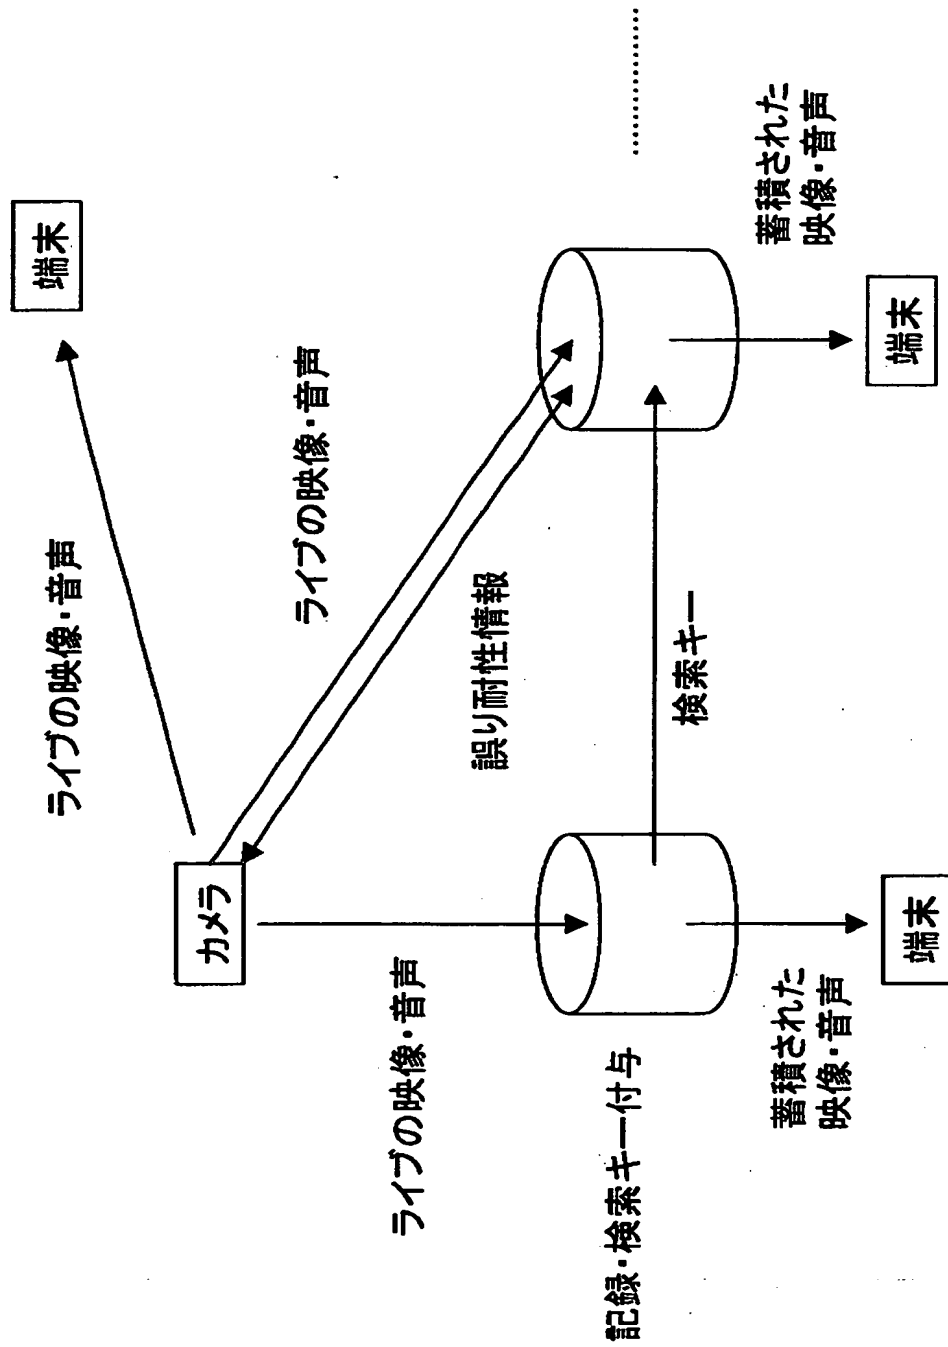 端末
ライブの映像・音声
カメラ
ライブの映像・音声
誤り耐性情報
ライブの映像・音声
記録・検索キー付与
検索キー
蓄積された
映像・音声
端末
蓄積された
映像・音声
端末